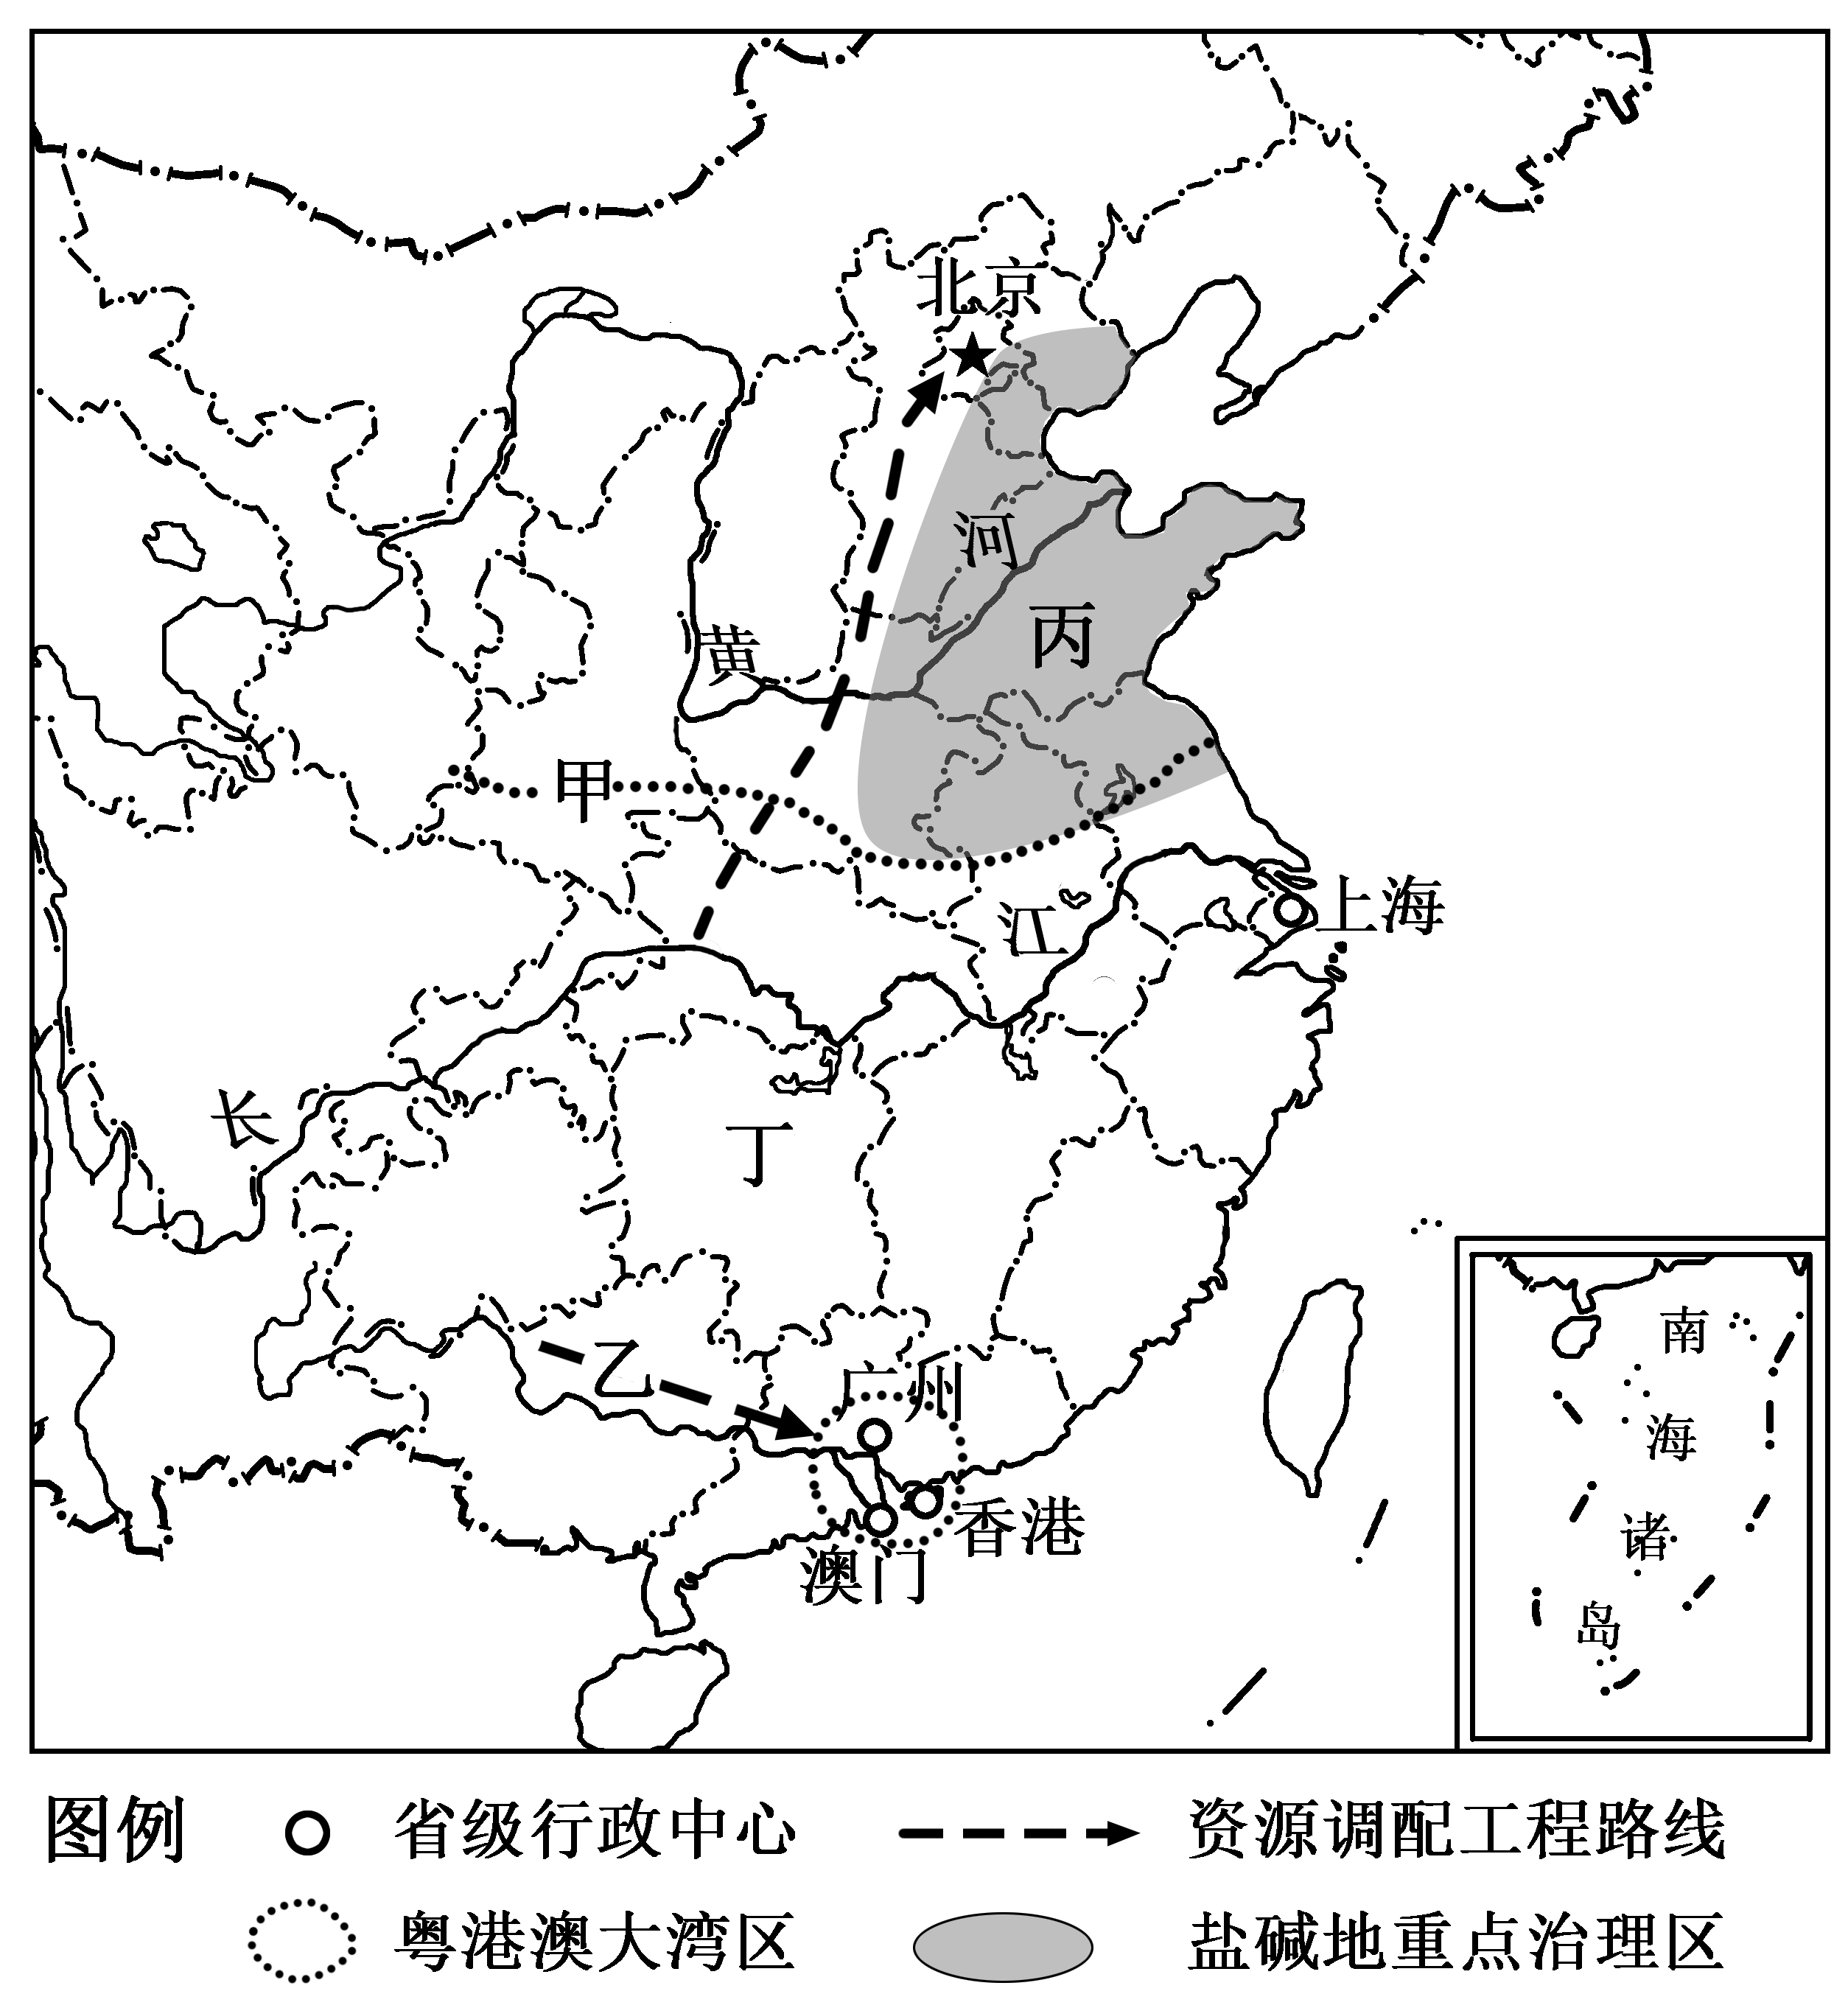 北京
河
丙
黄
甲
江
上海
长
丁
乙
广州
香港
澳门
南
海
诸
岛
图例
省级行政中心
资源调配工程路线
粤港澳大湾区
盐碱地重点治理区